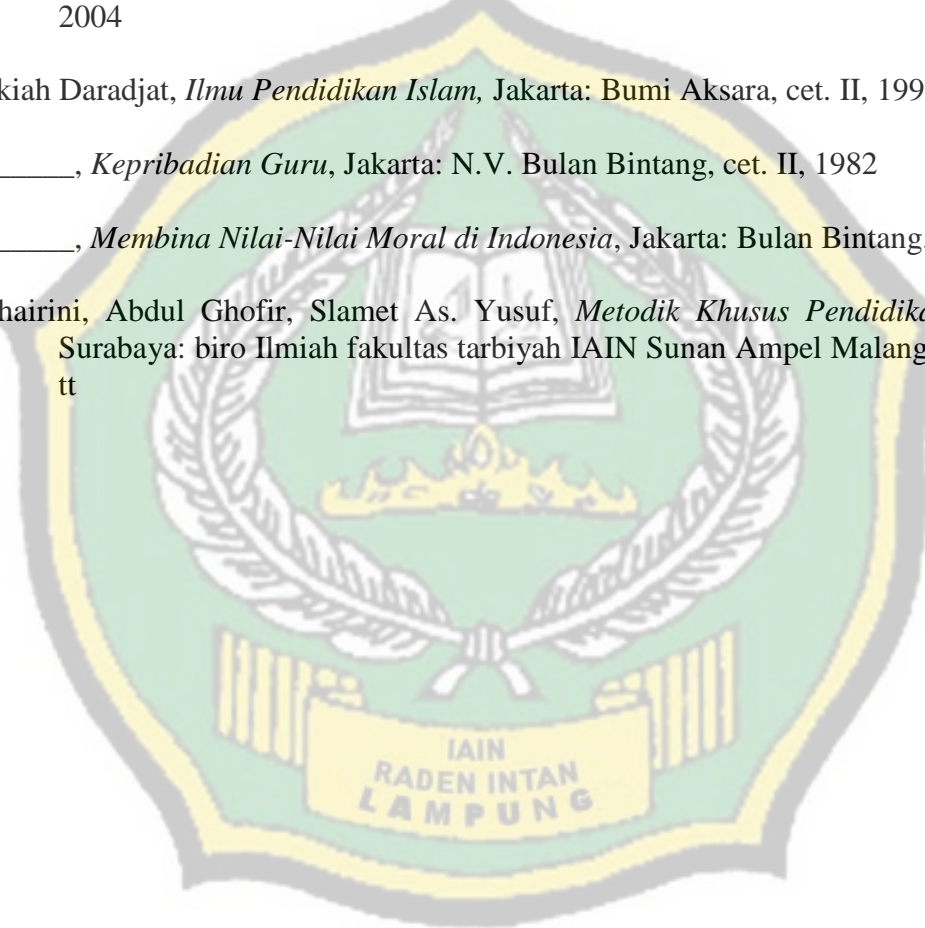 2004
kiah Daradjat, Ilmu Pendidikan Islam, Jakarta: Bumi Aksara, cet. II, 199
_____, Kepribadian Guru, Jakarta: N.V. Bulan Bintang, cet. II, 1982
_____, Membina Nilai-Nilai Moral di Indonesia, Jakarta: Bulan Bintang,
hairini, Abdul Ghofir, Slamet As. Yusuf, Metodik Khusus Pendidika
Surabaya: biro Ilmiah fakultas tarbiyah IAIN Sunan Ampel Malang
tt
IAIN
RADEN INTAN
LAMPUNG